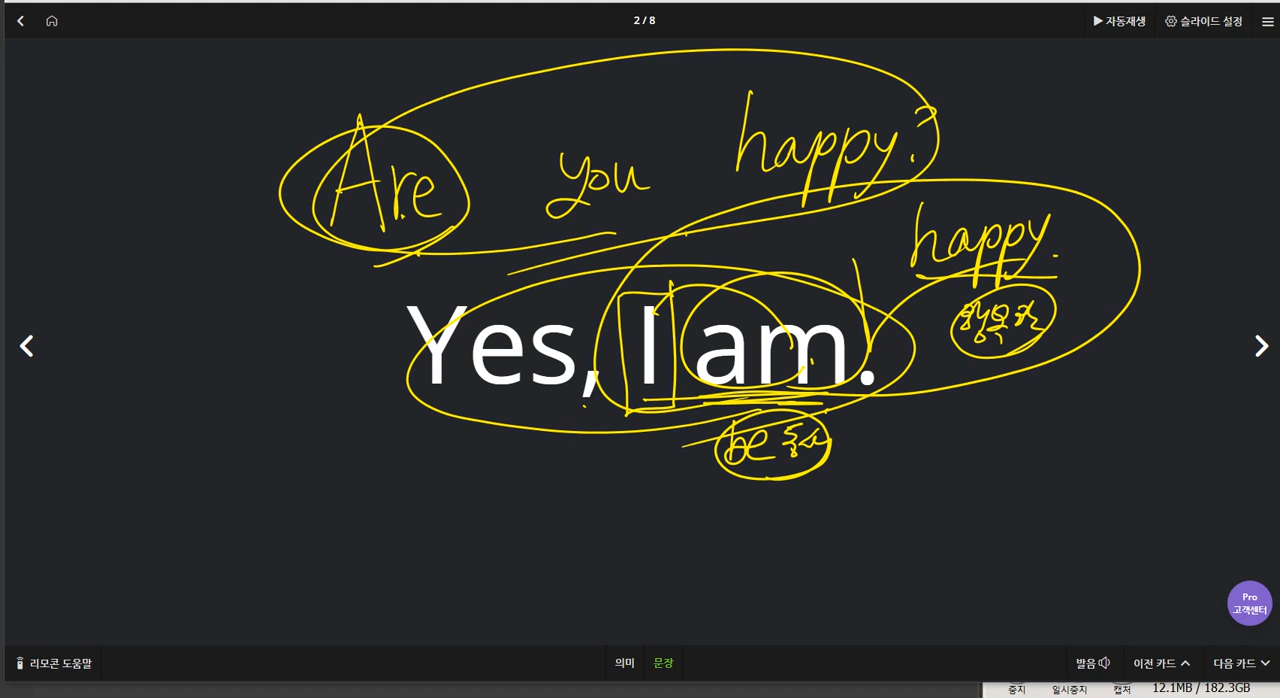 2 / 8
자동재생
슬라이드 설정
Are you happy?
happy.
Yes, I am.
be 동사
Pro
고객센터
리모콘 도움말
의미
문장
발음
이전 카드
다음 카드
중지
일시중지
캡처
12.1MB / 182.3GB